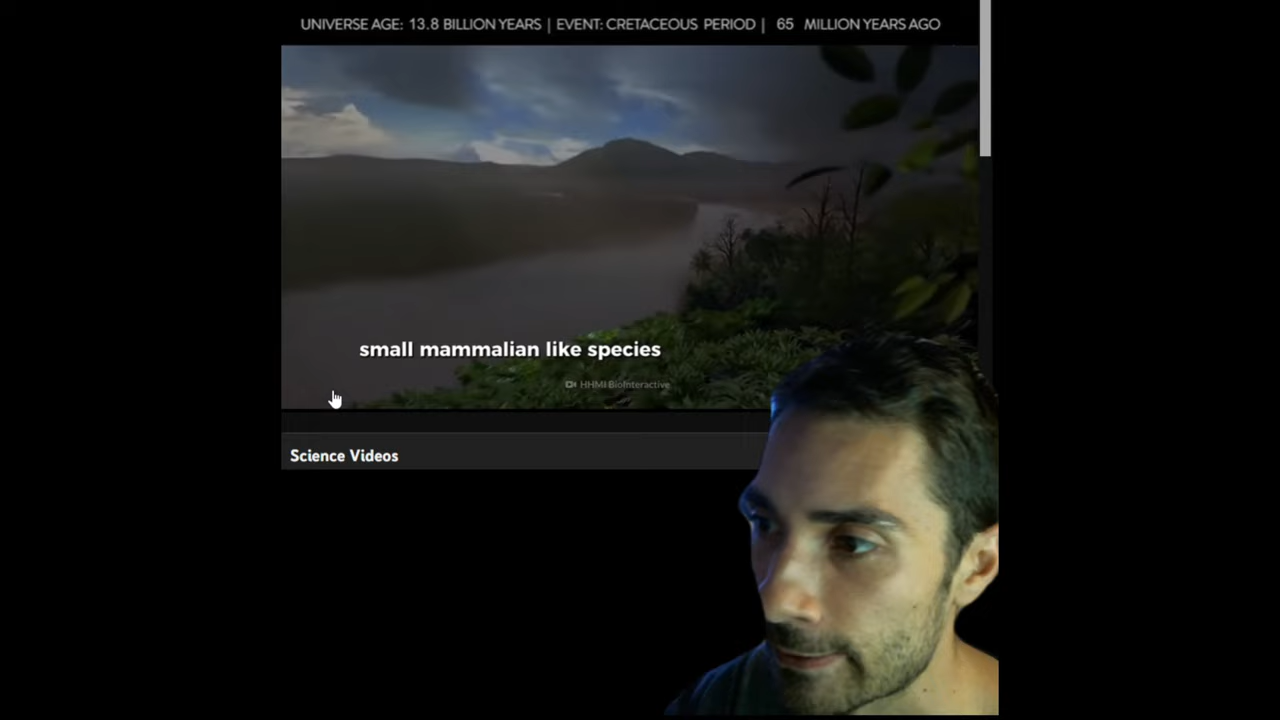 UNIVERSE AGE: 13.8 BILLION YEARS | EVENT: CRETACEOUS PERIOD | 65 MILLION YEARS AGO
small mammalian like species
HHMI BioInteractive
Science Videos